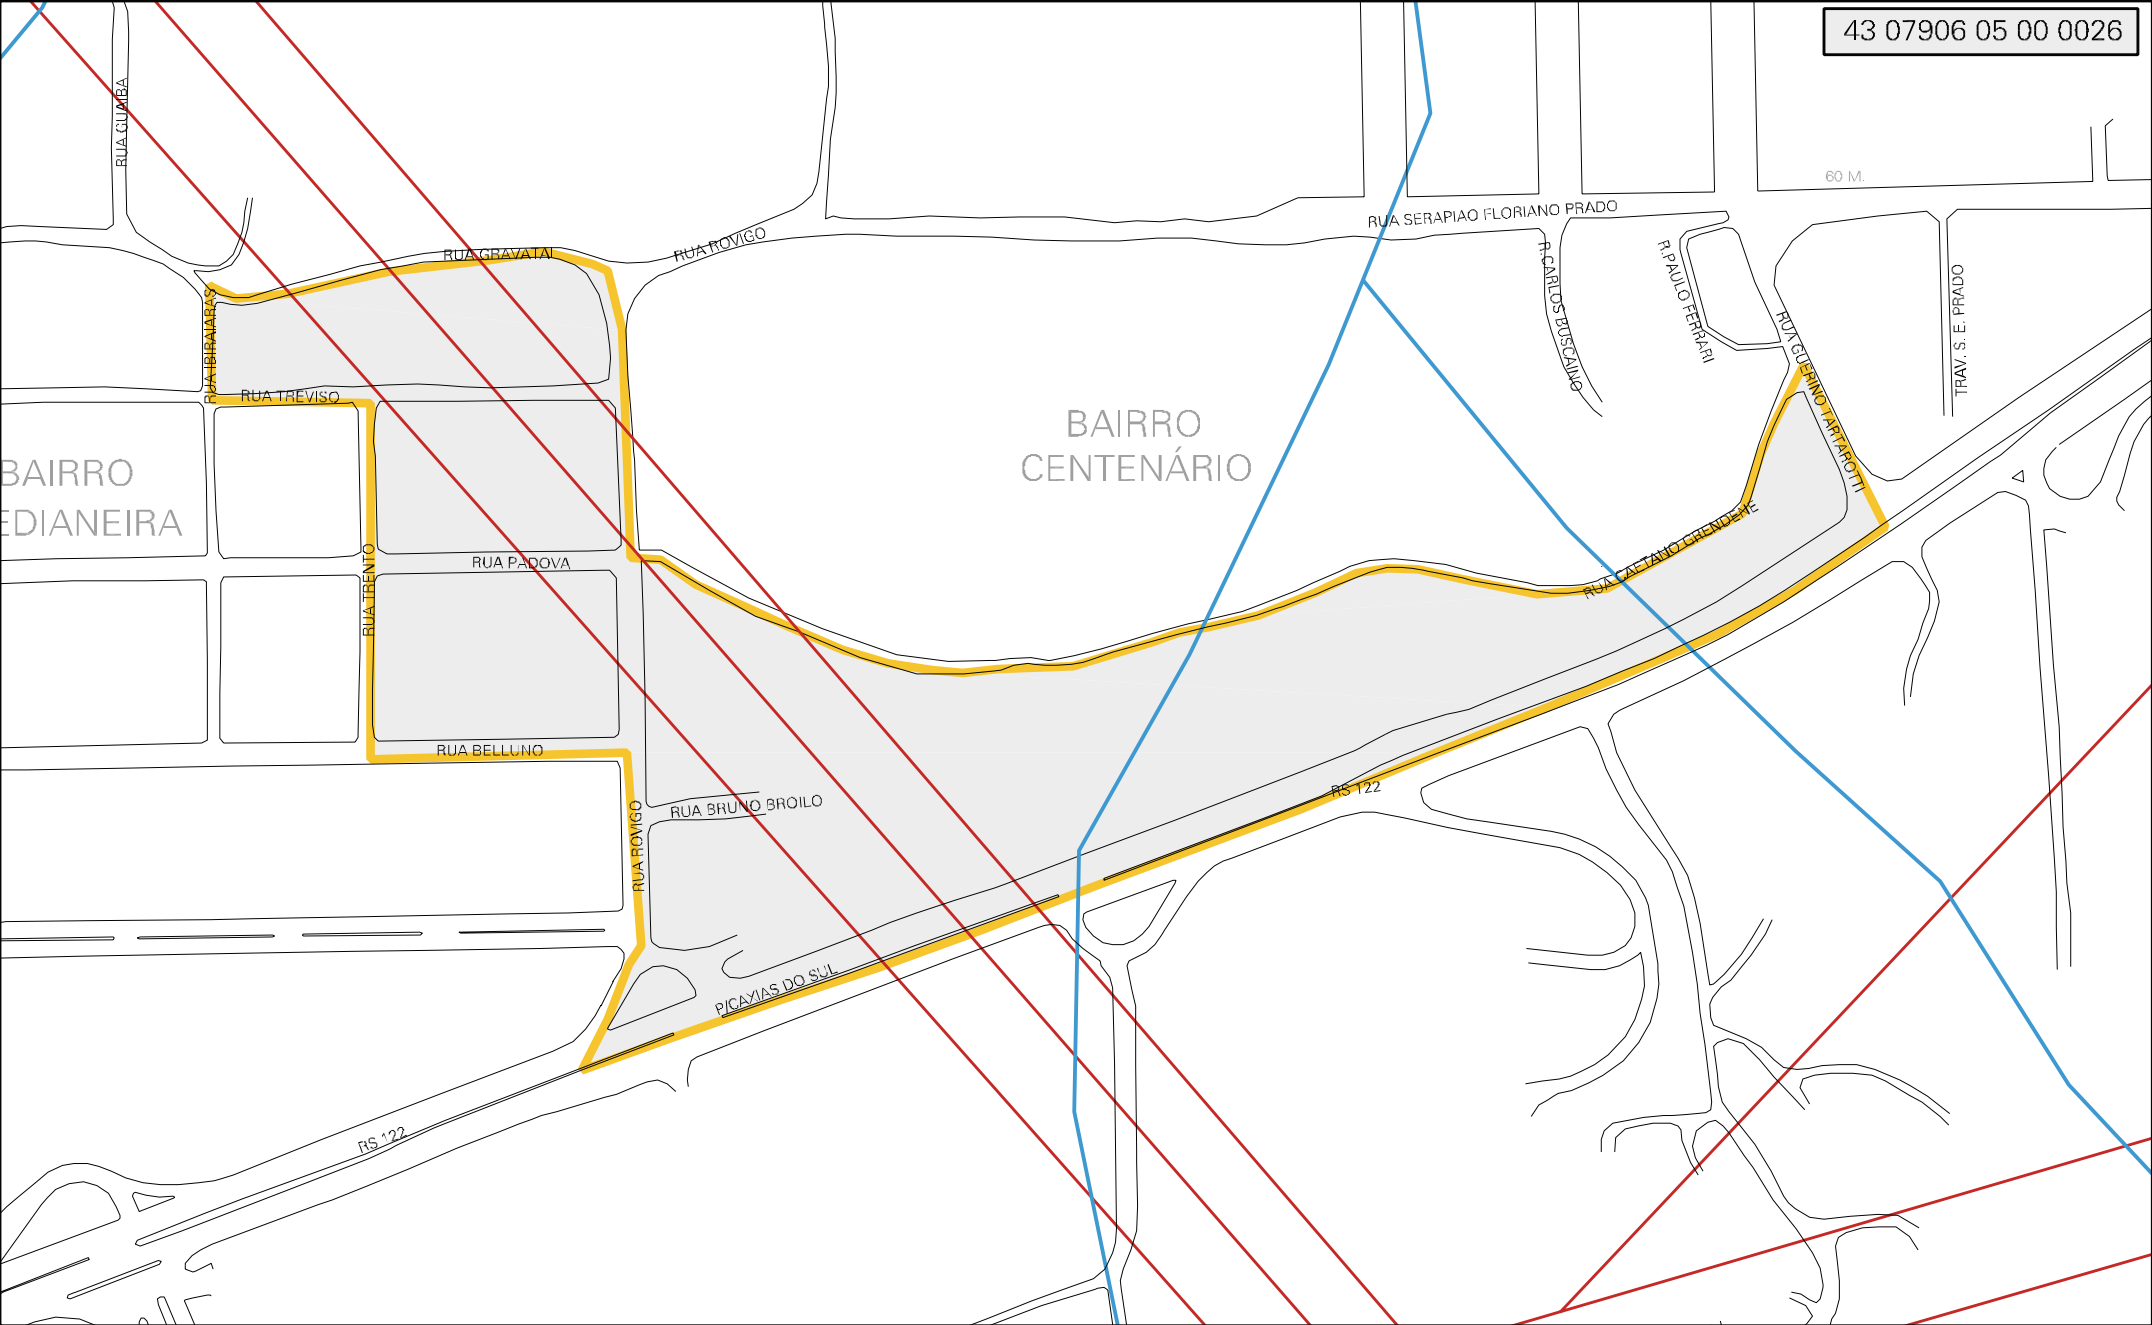 43 07906 05 00 0026
RUA GUAIBA
60 M.
RUA SERAPIAO FLORIANO PRADO
RUA GRAVATAI
RUA ROVIGO
R.CARLOS BUSCAINO
R.PAULO FERRARI
RUA GUERINO TARTAROTTI
TRAV. S. E. PRADO
RUA IBIRAIARAS
RUA TREVISO
BAIRRO
CENTENÁRIO
BAIRRO
EDIANEIRA
RUA PADOVA
RUA TRENTO
RUA CAETANO GRENDENE
RUA BELLUNO
RUA BRUNO BROILO
RUA ROVIGO
RS 122
P/CAXIAS DO SUL
RS 122